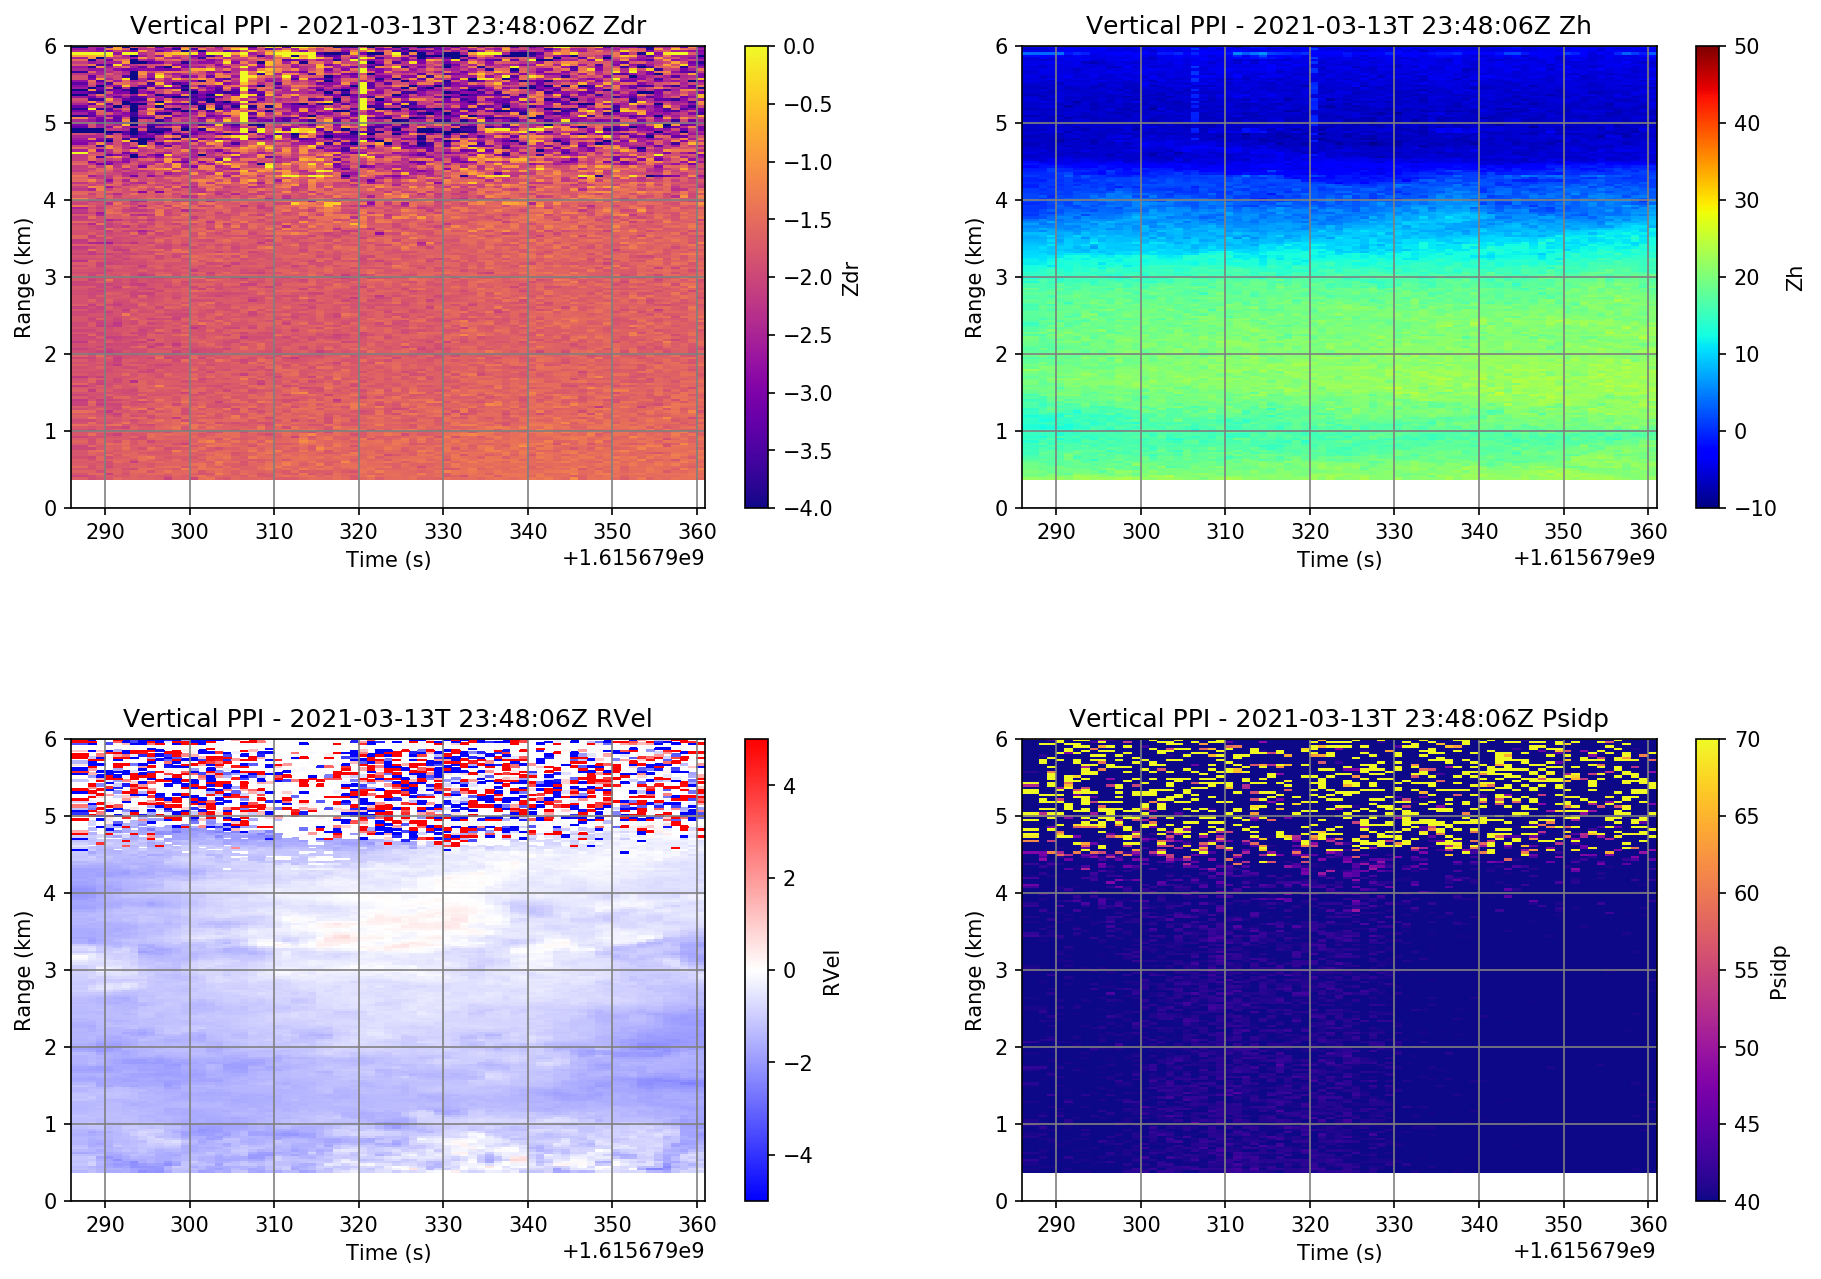 Vertical PPI - 2021-03-13T 23:48:06Z Zdr
6
5
4
3
2
1
0
Range (km)
290 300 310 320 330 340 350 360
Time (s)
+1.615679e9
0.0
−0.5
−1.0
−1.5
−2.0
−2.5
−3.0
−3.5
−4.0
Zdr
Vertical PPI - 2021-03-13T 23:48:06Z Zh
6
5
4
3
2
1
0
Range (km)
290 300 310 320 330 340 350 360
Time (s)
+1.615679e9
50
40
30
20
10
0
−10
Zh
Vertical PPI - 2021-03-13T 23:48:06Z RVel
6
5
4
3
2
1
0
Range (km)
290 300 310 320 330 340 350 360
Time (s)
+1.615679e9
4
2
0
−2
−4
RVel
Vertical PPI - 2021-03-13T 23:48:06Z Psidp
6
5
4
3
2
1
0
Range (km)
290 300 310 320 330 340 350 360
Time (s)
+1.615679e9
70
65
60
55
50
45
40
Psidp